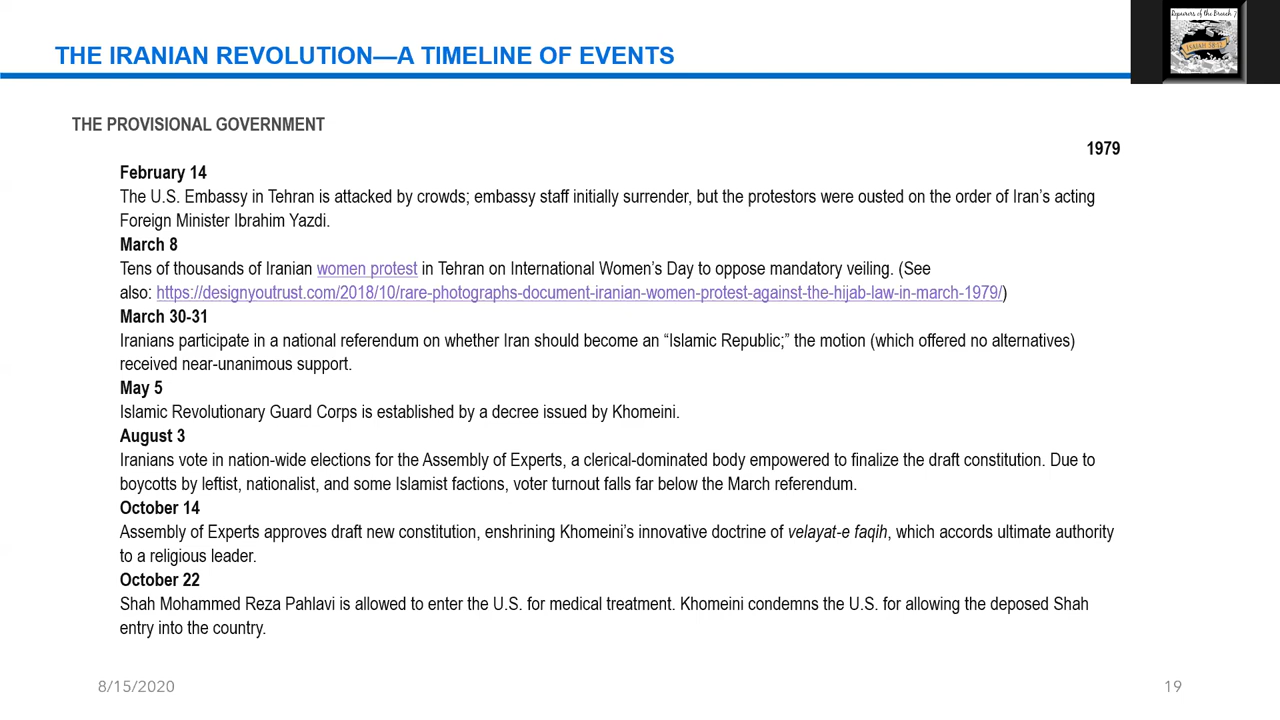 Repairers of the Breach 7
ISAIAH 58:12
THE IRANIAN REVOLUTION—A TIMELINE OF EVENTS
THE PROVISIONAL GOVERNMENT
1979
February 14
The U.S. Embassy in Tehran is attacked by crowds; embassy staff initially surrender, but the protestors were ousted on the order of Iran’s acting
Foreign Minister Ibrahim Yazdi.
March 8
Tens of thousands of Iranian women protest in Tehran on International Women’s Day to oppose mandatory veiling. (See
also: https://designyoutrust.com/2018/10/rare-photographs-document-iranian-women-protest-against-the-hijab-law-in-march-1979/)
March 30-31
Iranians participate in a national referendum on whether Iran should become an “Islamic Republic;” the motion (which offered no alternatives)
received near-unanimous support.
May 5
Islamic Revolutionary Guard Corps is established by a decree issued by Khomeini.
August 3
Iranians vote in nation-wide elections for the Assembly of Experts, a clerical-dominated body empowered to finalize the draft constitution. Due to
boycotts by leftist, nationalist, and some Islamist factions, voter turnout falls far below the March referendum.
October 14
Assembly of Experts approves draft new constitution, enshrining Khomeini’s innovative doctrine of velayat-e faqih, which accords ultimate authority
to a religious leader.
October 22
Shah Mohammed Reza Pahlavi is allowed to enter the U.S. for medical treatment. Khomeini condemns the U.S. for allowing the deposed Shah
entry into the country.
8/15/2020
19